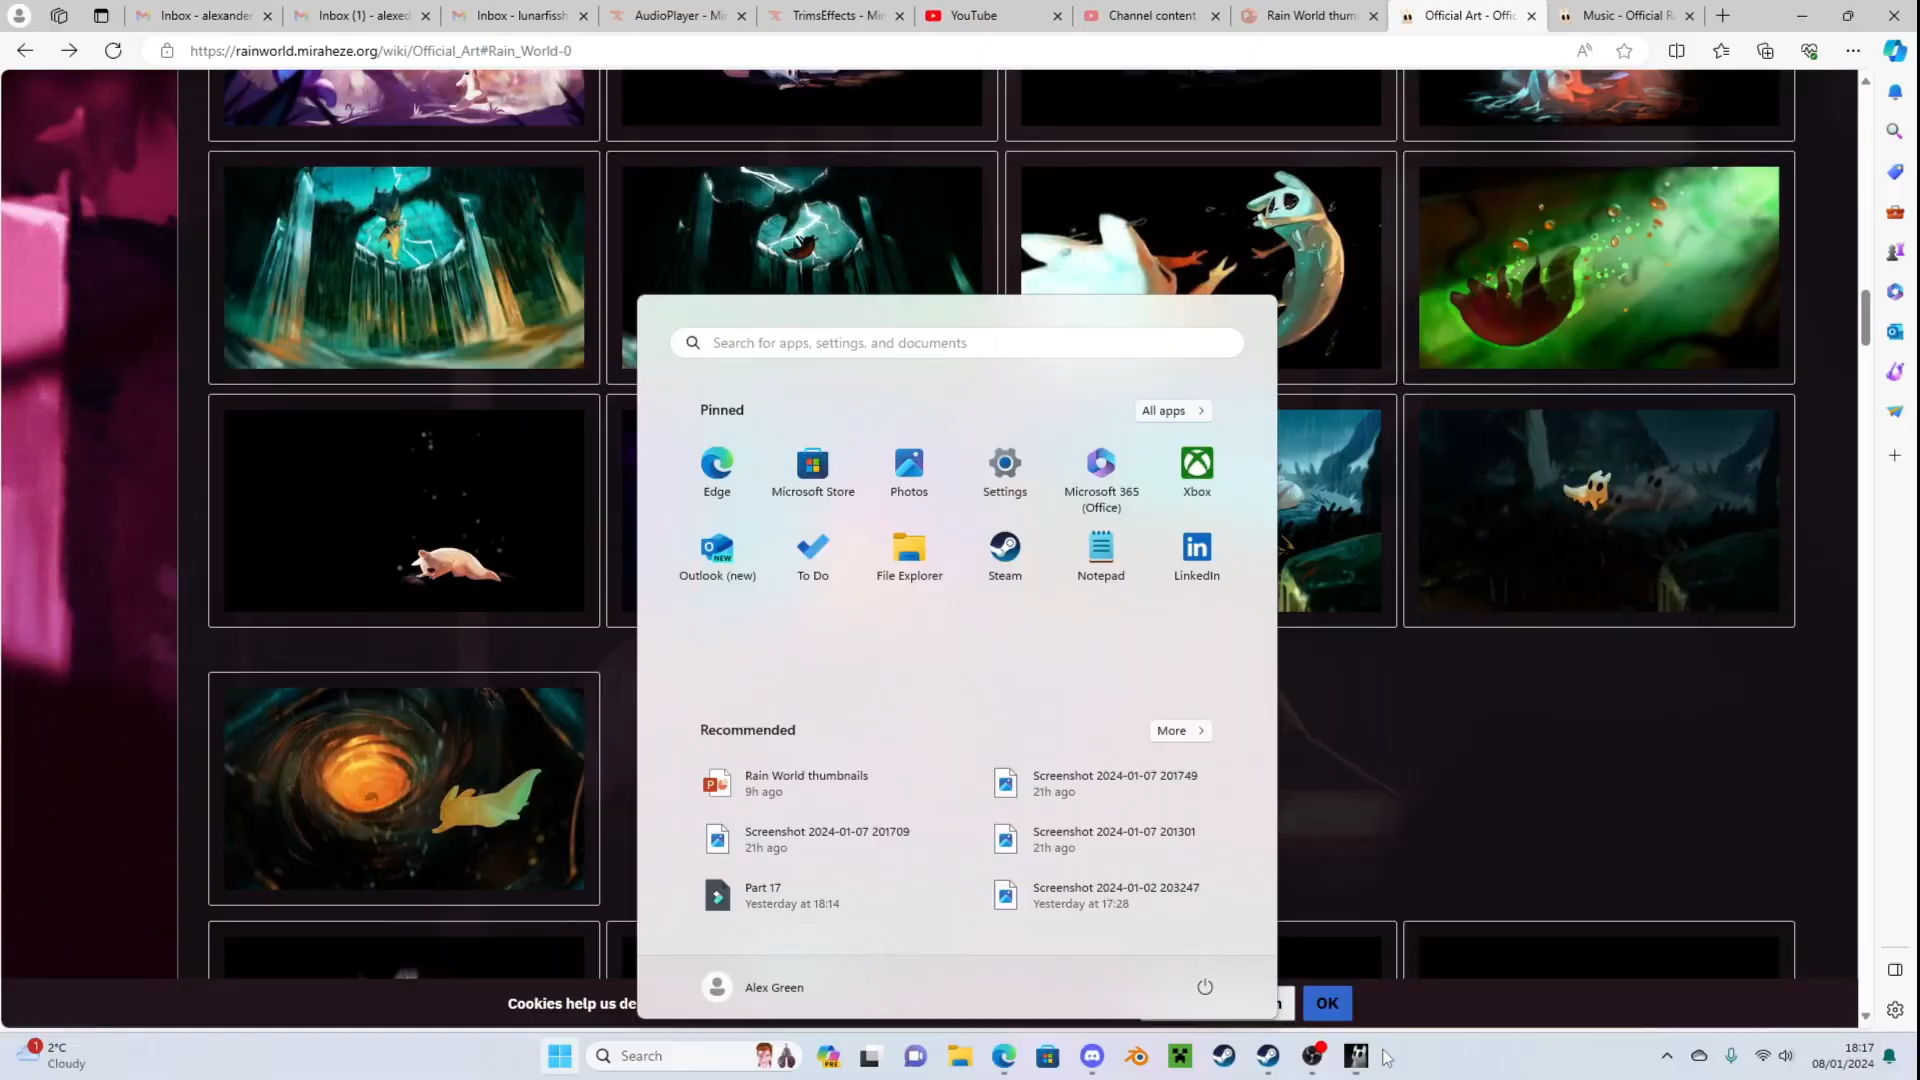 Inbox - alexander
Inbox (1) - alexed
Inbox - lunarfissh
AudioPlayer - Mir
TrimsEffects - Mir
YouTube
Channel content
Rain World thum
Official Art - Offic
Music - Official R
https://rainworld.miraheze.org/wiki/Official_Art#Rain_World-0
Search for apps, settings, and documents
Pinned
All apps
Edge
Microsoft Store
Photos
Settings
Microsoft 365
(Office)
Xbox
Outlook (new)
To Do
File Explorer
Steam
Notepad
LinkedIn
Recommended
More
Rain World thumbnails
9h ago
Screenshot 2024-01-07 201749
21h ago
Screenshot 2024-01-07 201709
21h ago
Screenshot 2024-01-07 201301
21h ago
Part 17
Yesterday at 18:14
Screenshot 2024-01-02 203247
Yesterday at 17:28
Alex Green
Cookies help us de
OK
1
2°C
Cloudy
Search
PRE
18:17
08/01/2024